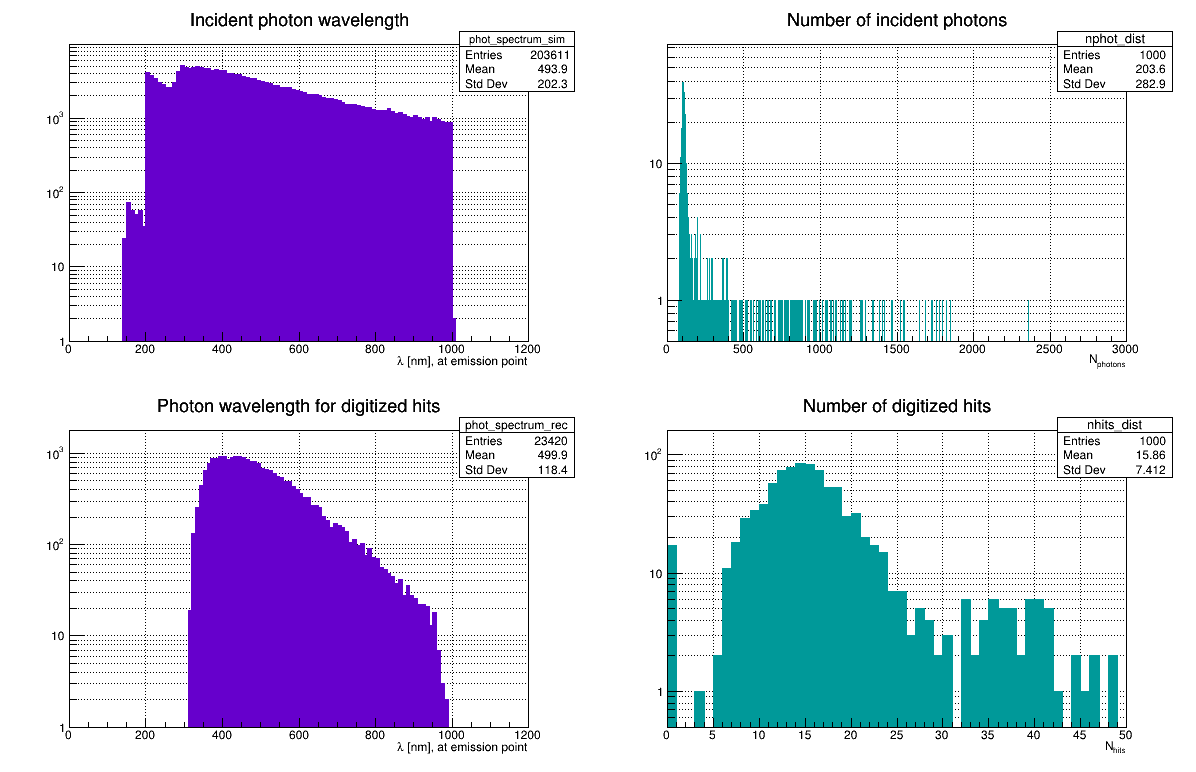 Incident photon wavelength
phot_spectrum_sim
Entries 203611
Mean 493.9
Std Dev 202.3
10³
10²
10
1
0 200 400 600 800 1000 1200
λ [nm], at emission point
Number of incident photons
nphot_dist
Entries 1000
Mean 203.6
Std Dev 282.9
10
1
0 500 1000 1500 2000 2500 3000
N_photons
Photon wavelength for digitized hits
phot_spectrum_rec
Entries 23420
Mean 499.9
Std Dev 118.4
10³
10²
10
1
0 200 400 600 800 1000 1200
λ [nm], at emission point
Number of digitized hits
nhits_dist
Entries 1000
Mean 15.86
Std Dev 7.412
10²
10
1
0 5 10 15 20 25 30 35 40 45 50
N_hits